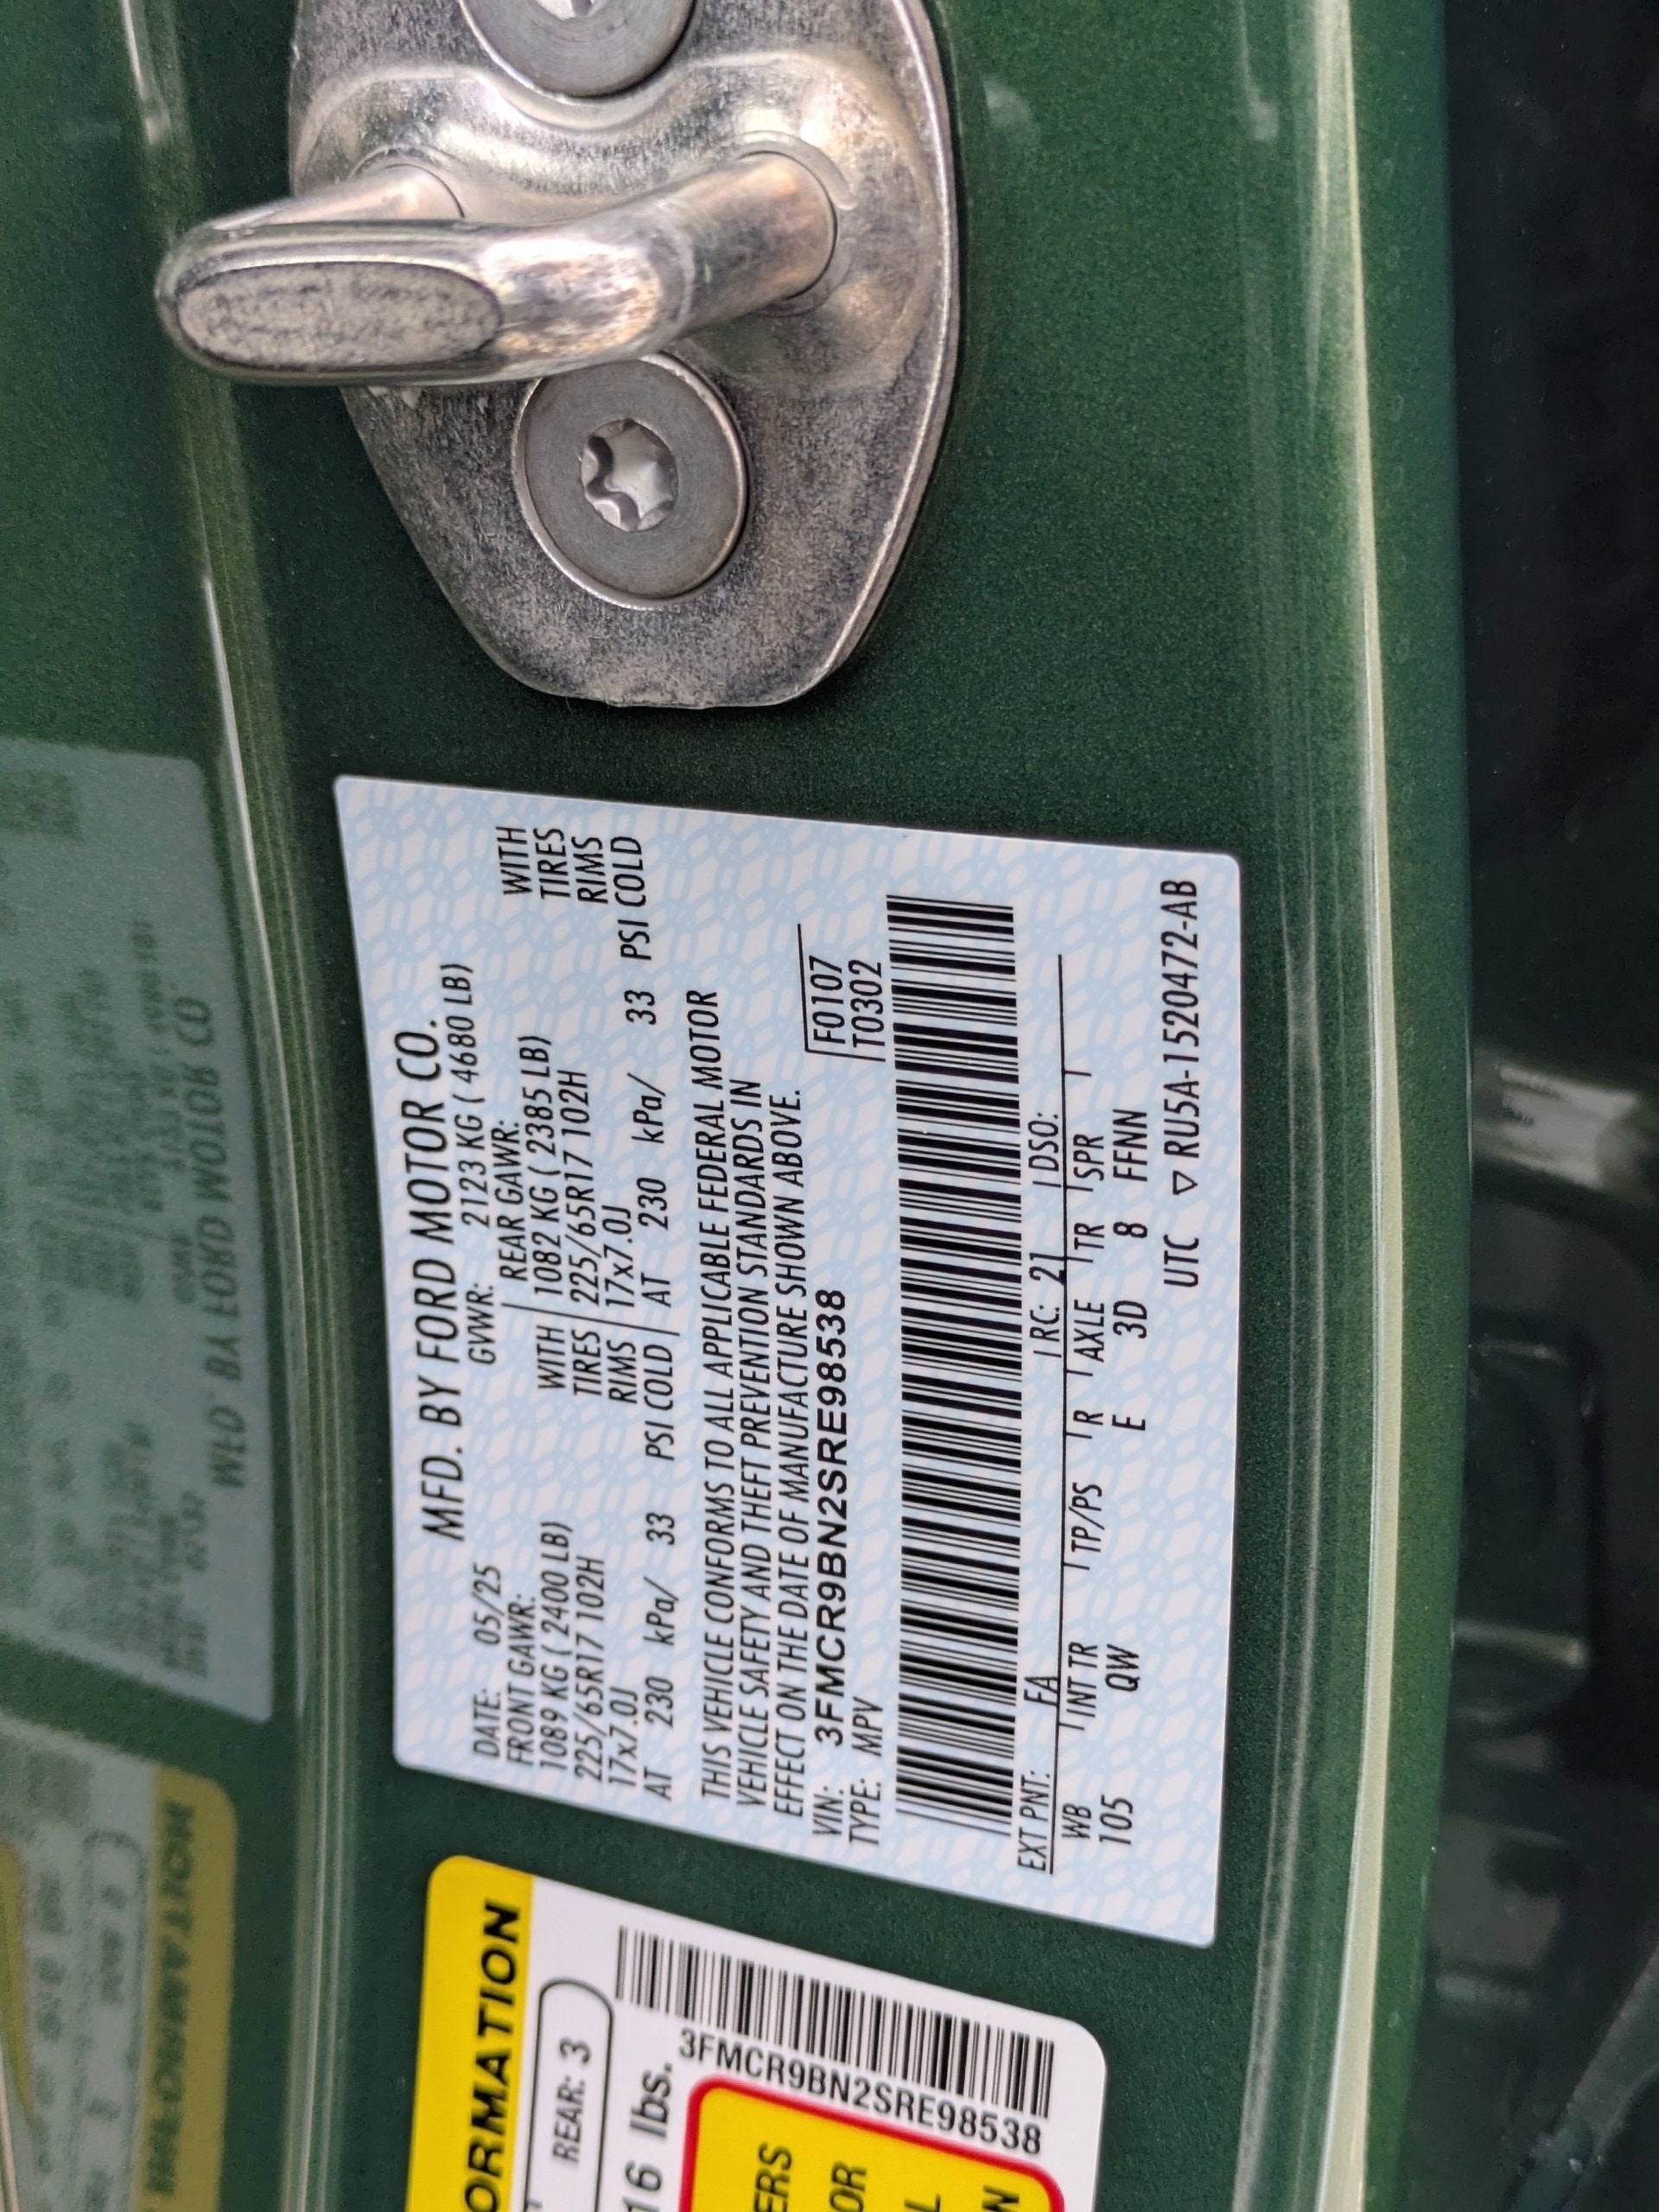 MFD. BY FORD MOTOR CO.
DATE: 05/25 GVWR: 2123 KG ( 4680 LB)
FRONT GAWR: REAR GAWR:
1089 KG ( 2400 LB) WITH 1082 KG ( 2385 LB) WITH
225/65R17 102H TIRES 225/65R17 102H TIRES
17x7.0J RIMS 17x7.0J RIMS
AT 230 kPa/ 33 PSI COLD AT 230 kPa/ 33 PSI COLD
THIS VEHICLE CONFORMS TO ALL APPLICABLE FEDERAL MOTOR
VEHICLE SAFETY AND THEFT PREVENTION STANDARDS IN
EFFECT ON THE DATE OF MANUFACTURE SHOWN ABOVE.
VIN: 3FMCR9BN2SRE98538 F0107
TYPE: MPV T0302
EXT PNT: FA RC: 21 DSO:
WB INT TR TP/PS R AXLE TR SPR
105 QW E 3D 8 FFNN
UTC ▽ RU5A-1520472-AB
ORMATION
REAR: 3
16 lbs.
3FMCR9BN2SRE98538
ERS
OR
L
N